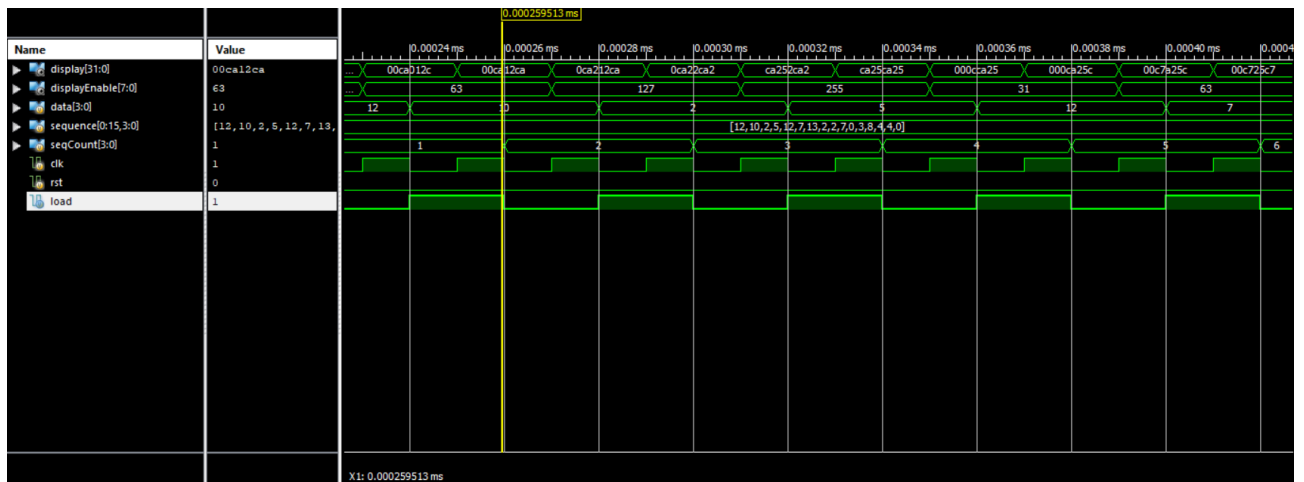 0.000259513 ms
Name Value
0.00024 ms 0.00026 ms 0.00028 ms 0.00030 ms 0.00032 ms 0.00034 ms 0.00036 ms 0.00038 ms 0.00040 ms 0.0004
display[31:0] 00ca12ca ... 00ca012c 00ca12ca 0ca212ca 0ca22ca2 ca252ca2 ca25ca25 000cca25 000ca25c 00c7a25c 00c725c7
displayEnable[7:0] 63 ... 63 127 255 31 63
data[3:0] 10 12 10 2 5 12 7
sequence[0:15,3:0] [12,10,2,5,12,7,13, [12,10,2,5,12,7,13,2,2,7,0,3,8,4,4,0]
seqCount[3:0] 1 1 2 3 4 5 6
clk 1
rst 0
load 1
X1: 0.000259513 ms